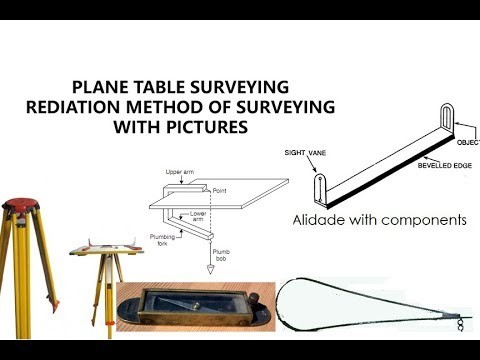 PLANE TABLE SURVEYING
REDIATION METHOD OF SURVEYING
WITH PICTURES
OBJECT
SIGHT VANE
BEVELLED EDGE
Alidade with components
Upper arm
Point
Lower
arm
Plumbing
fork
Plumb
bob